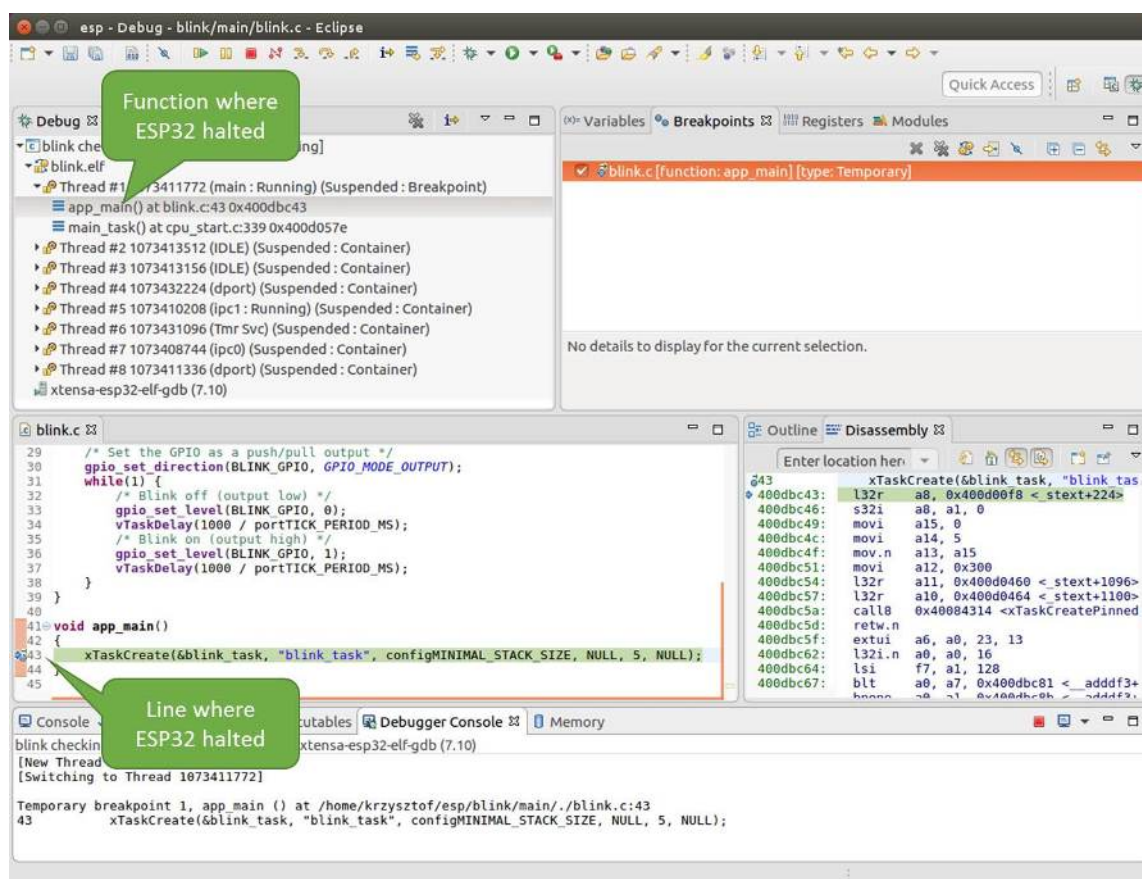 esp - Debug - blink/main/blink.c - Eclipse
Quick Access
Function where
ESP32 halted
Debug
(x)= Variables Breakpoints Registers Modules
blink che ing]
blink.elf
Thread #1 1073411772 (main : Running) (Suspended : Breakpoint)
app_main() at blink.c:43 0x400dbc43
main_task() at cpu_start.c:339 0x400d057e
Thread #2 1073413512 (IDLE) (Suspended : Container)
Thread #3 1073413156 (IDLE) (Suspended : Container)
Thread #4 1073432224 (dport) (Suspended : Container)
Thread #5 1073410208 (ipc1 : Running) (Suspended : Container)
Thread #6 1073431096 (Tmr Svc) (Suspended : Container)
Thread #7 1073408744 (ipc0) (Suspended : Container)
Thread #8 1073411336 (dport) (Suspended : Container)
xtensa-esp32-elf-gdb (7.10)
blink.c [function: app_main] [type: Temporary]
No details to display for the current selection.
blink.c
29 /* Set the GPIO as a push/pull output */
30 gpio_set_direction(BLINK_GPIO, GPIO_MODE_OUTPUT);
31 while(1) {
32 /* Blink off (output low) */
33 gpio_set_level(BLINK_GPIO, 0);
34 vTaskDelay(1000 / portTICK_PERIOD_MS);
35 /* Blink on (output high) */
36 gpio_set_level(BLINK_GPIO, 1);
37 vTaskDelay(1000 / portTICK_PERIOD_MS);
38 }
39 }
40
41 void app_main()
42 {
43 xTaskCreate(&blink_task, "blink_task", configMINIMAL_STACK_SIZE, NULL, 5, NULL);
44 }
45
Outline Disassembly
Enter location her
43 xTaskCreate(&blink_task, "blink_tas
400dbc43: l32r a8, 0x400d00f8 <_stext+224>
400dbc46: s32i a8, a1, 0
400dbc49: movi a15, 0
400dbc4c: movi a14, 5
400dbc4f: mov.n a13, a15
400dbc51: movi a12, 0x300
400dbc54: l32r a11, 0x400d0460 <_stext+1096>
400dbc57: l32r a10, 0x400d0464 <_stext+1100>
400dbc5a: call8 0x40084314 <xTaskCreatePinned
400dbc5d: retw.n
400dbc5f: extui a6, a0, 23, 13
400dbc62: l32i.n a0, a0, 16
400dbc64: lsi f7, a1, 128
400dbc67: blt a0, a7, 0x400dbc81 <__adddf3+
Line where
ESP32 halted
Console cutables Debugger Console Memory
blink checkin xtensa-esp32-elf-gdb (7.10)
[New Thread
[Switching to Thread 1073411772]
Temporary breakpoint 1, app_main () at /home/krzysztof/esp/blink/main/./blink.c:43
43 xTaskCreate(&blink_task, "blink_task", configMINIMAL_STACK_SIZE, NULL, 5, NULL);